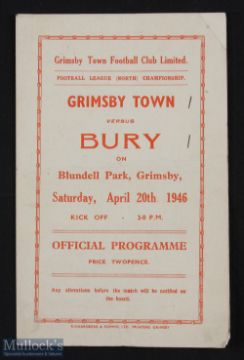 Grimsby Town Football Club Limited.
FOOTBALL LEAGUE (NORTH) CHAMPIONSHIP.
GRIMSBY TOWN
VERSUS
BURY
ON
Blundell Park, Grimsby,
Saturday, April 20th 1946
KICK OFF - 3-0 P.M.
OFFICIAL PROGRAMME
PRICE TWOPENCE.
Any alterations before the match will be notified on
the board.
Mullock's